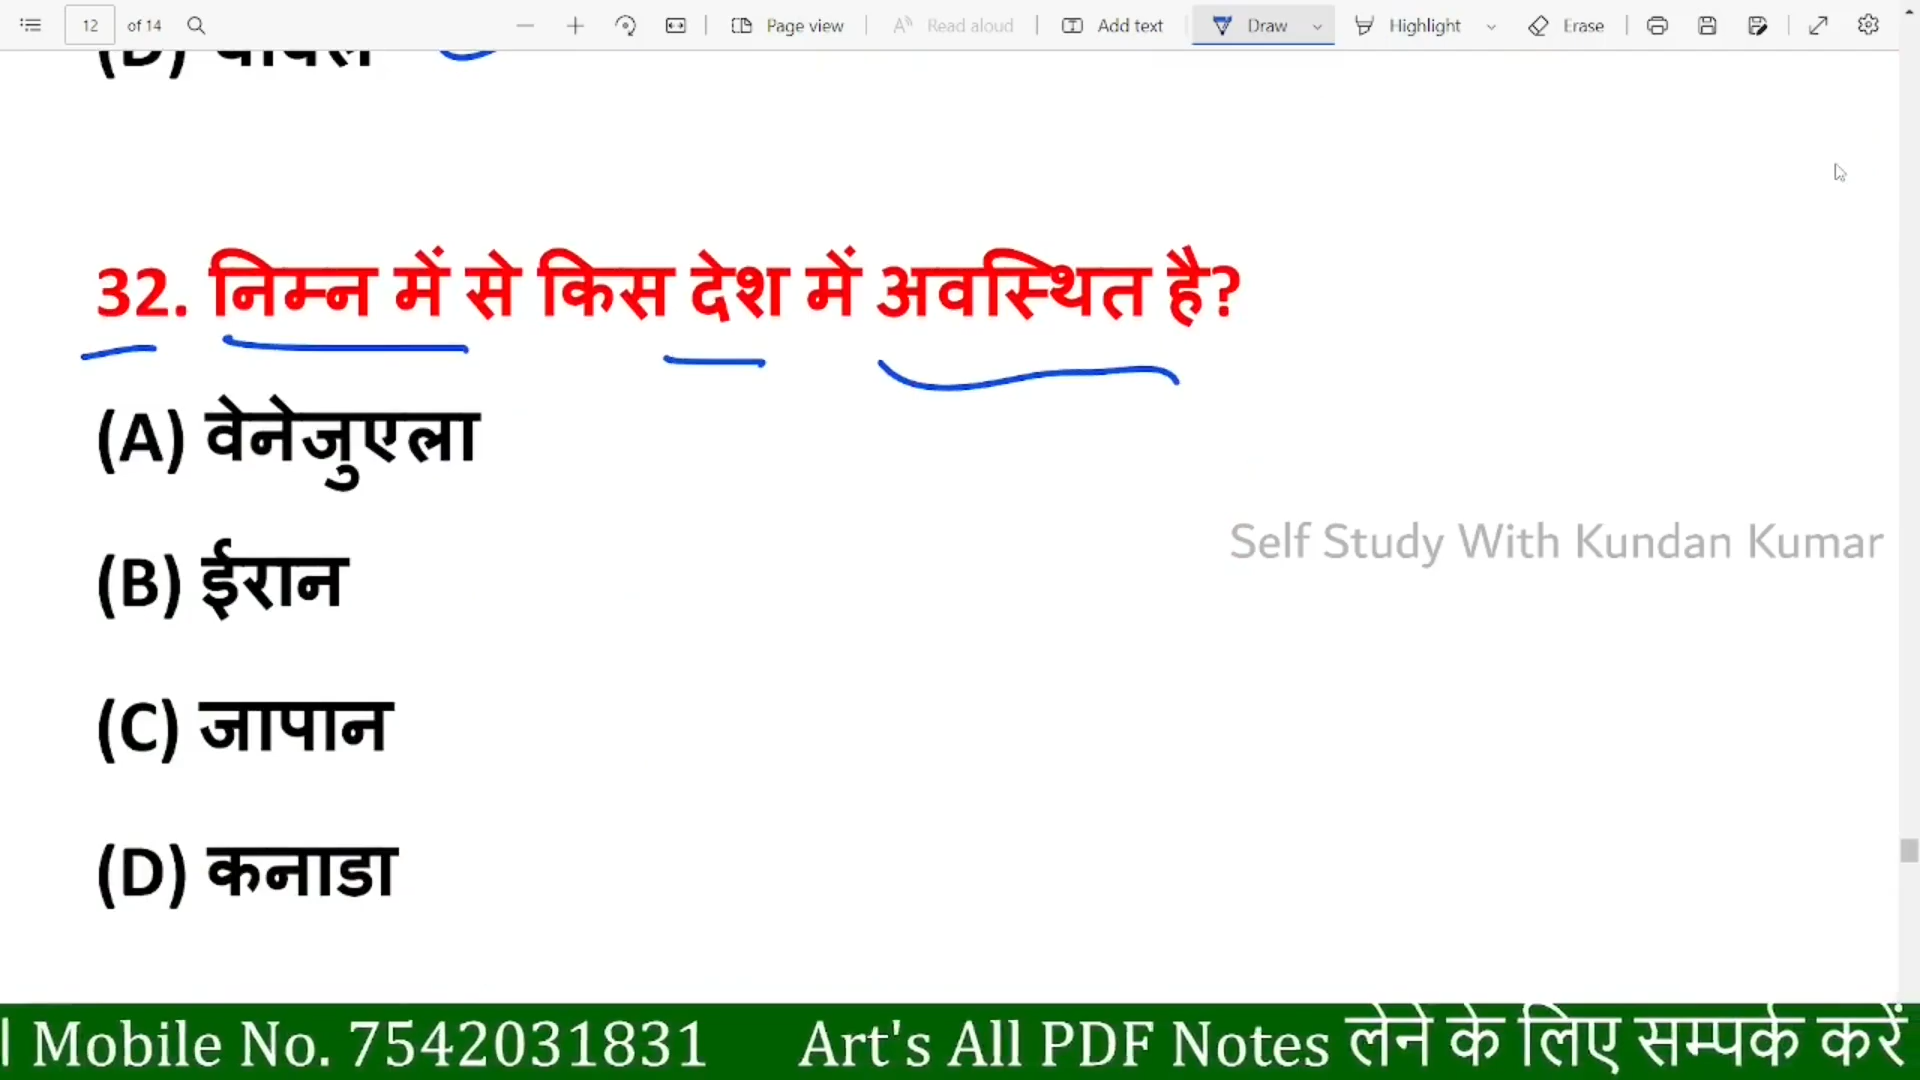 12 of 14 Page view Read aloud Add text Draw Highlight Erase
32. निम्न में से किस देश में अवस्थित है?
(A) वेनेजुएला
Self Study With Kundan Kumar
(B) ईरान
(C) जापान
(D) कनाडा
Mobile No. 7542031831 Art's All PDF Notes लेने के लिए सम्पर्क करें